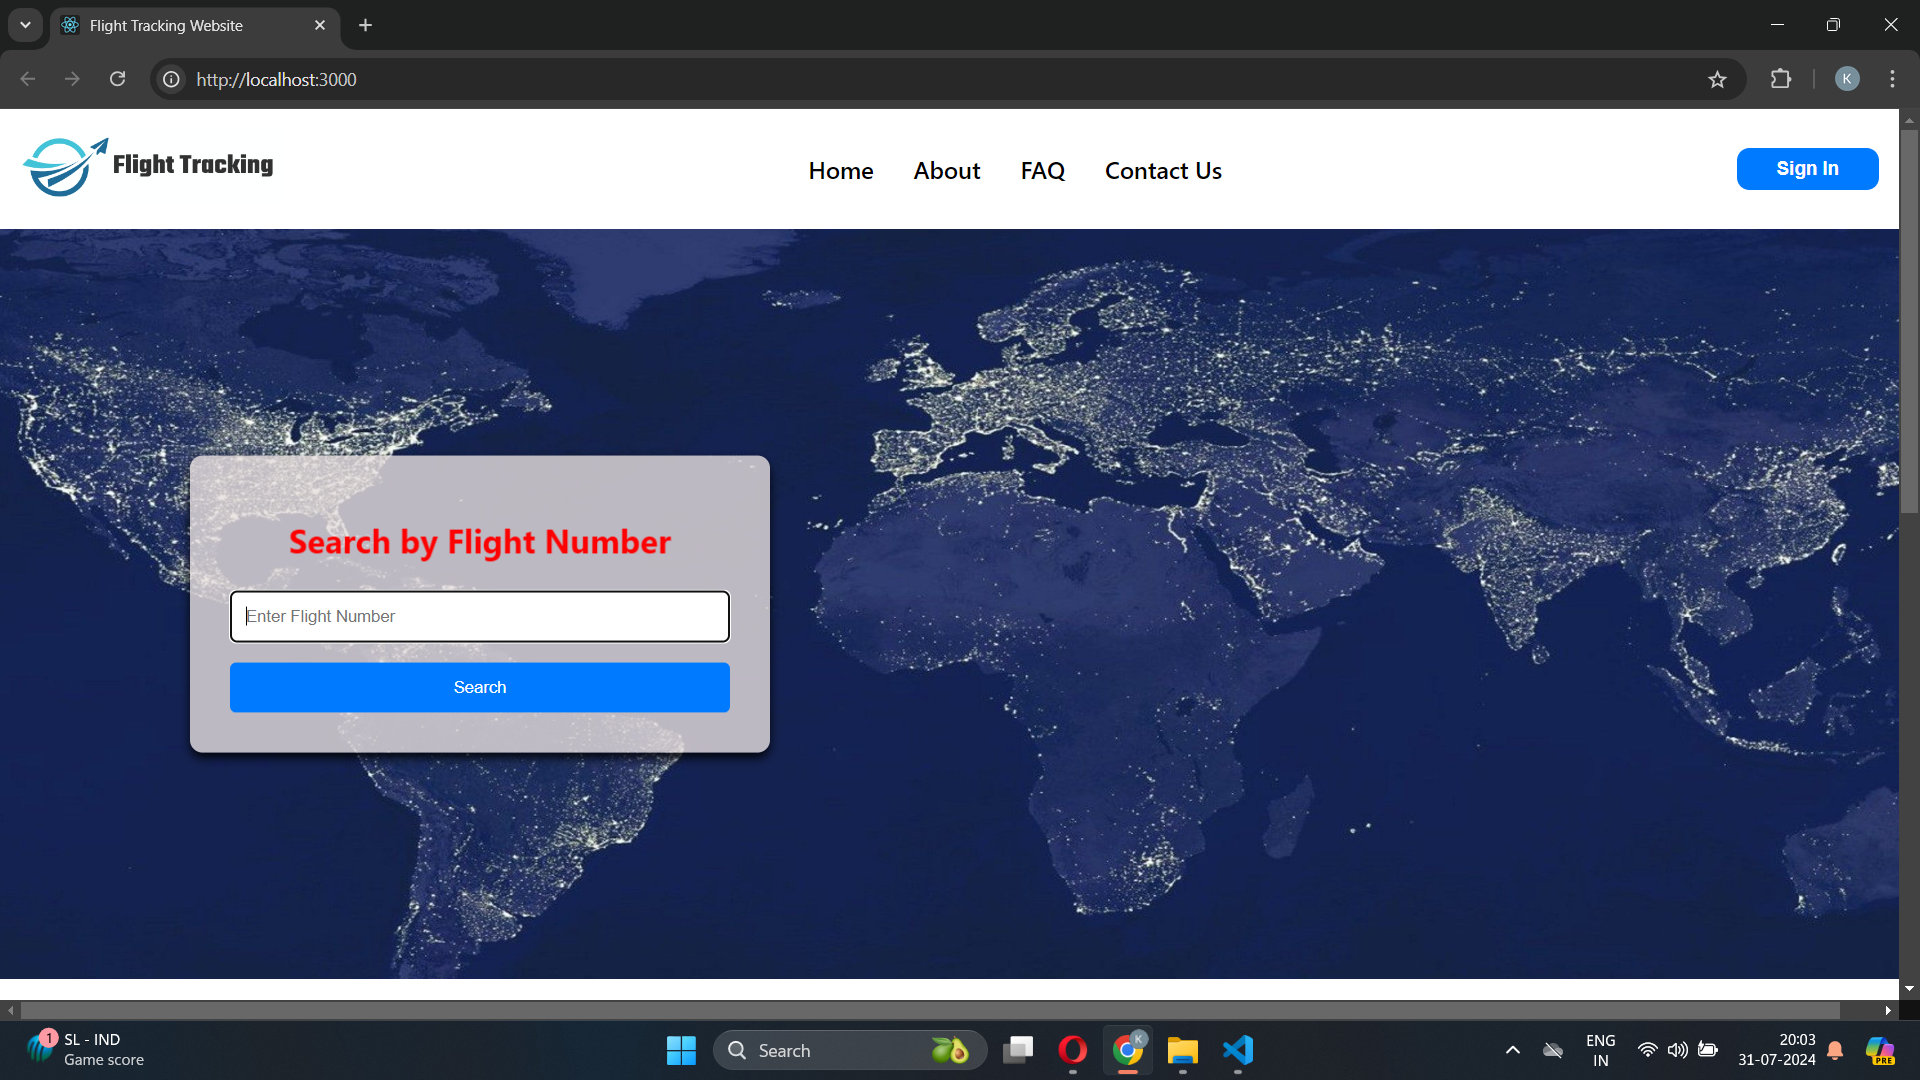 Flight Tracking Website
http://localhost:3000
K
Flight Tracking
Home About FAQ Contact Us
Sign In
Search by Flight Number
Enter Flight Number
Search
1
SL - IND
Game score
Search
K
ENG
IN
20:03
31-07-2024
PRE